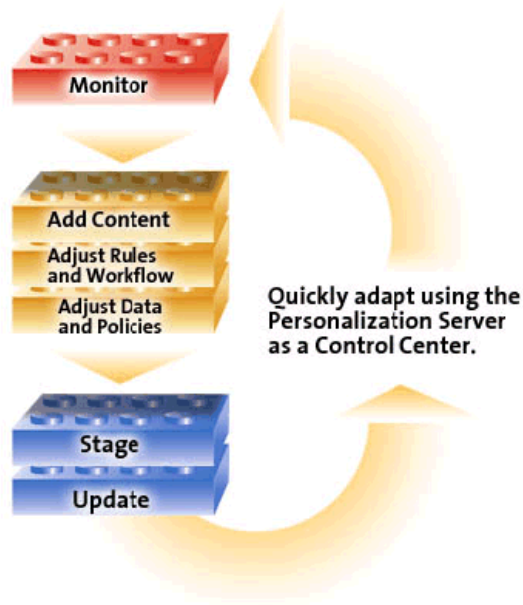 Monitor
Add Content
Adjust Rules
and Workflow
Adjust Data
and Policies
Stage
Update
Quickly adapt using the
Personalization Server
as a Control Center.